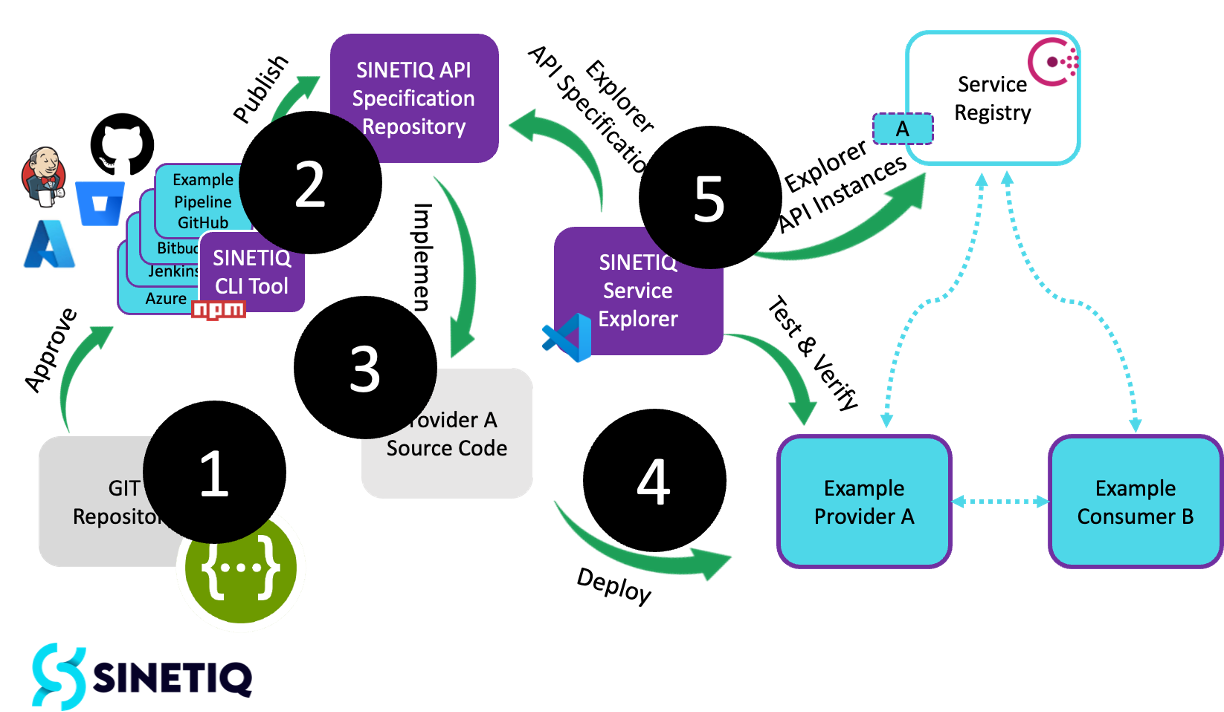 Publish
SINETIQ API
Specification
Repository
Explorer
API Specificatio
Service
Registry
A
Explorer
API Instances
Example
Pipeline
GitHub
Bitbuc
Jenkins
Azure
SINETIQ
CLI Tool
npm
2
5
Implemen
SINETIQ
Service
Explorer
Approve
3
Test & Verify
rovider A
Source Code
1
GIT
Repositor
{...}
4
Deploy
Example
Provider A
Example
Consumer B
SINETIQ